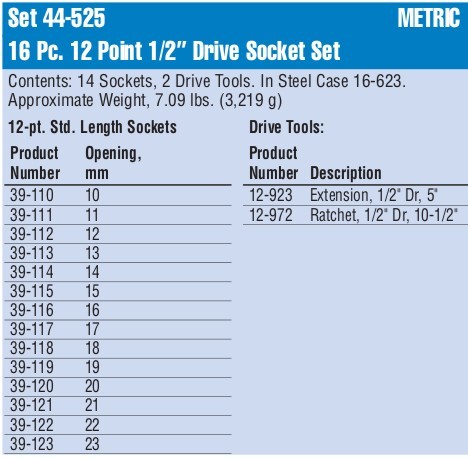 Set 44-525 METRIC
16 Pc. 12 Point 1/2" Drive Socket Set
Contents: 14 Sockets, 2 Drive Tools. In Steel Case 16-623.
Approximate Weight, 7.09 lbs. (3,219 g)
12-pt. Std. Length Sockets
Product Opening,
Number mm
39-110 10
39-111 11
39-112 12
39-113 13
39-114 14
39-115 15
39-116 16
39-117 17
39-118 18
39-119 19
39-120 20
39-121 21
39-122 22
39-123 23
Drive Tools:
Product
Number Description
12-923 Extension, 1/2" Dr, 5"
12-972 Ratchet, 1/2" Dr, 10-1/2"